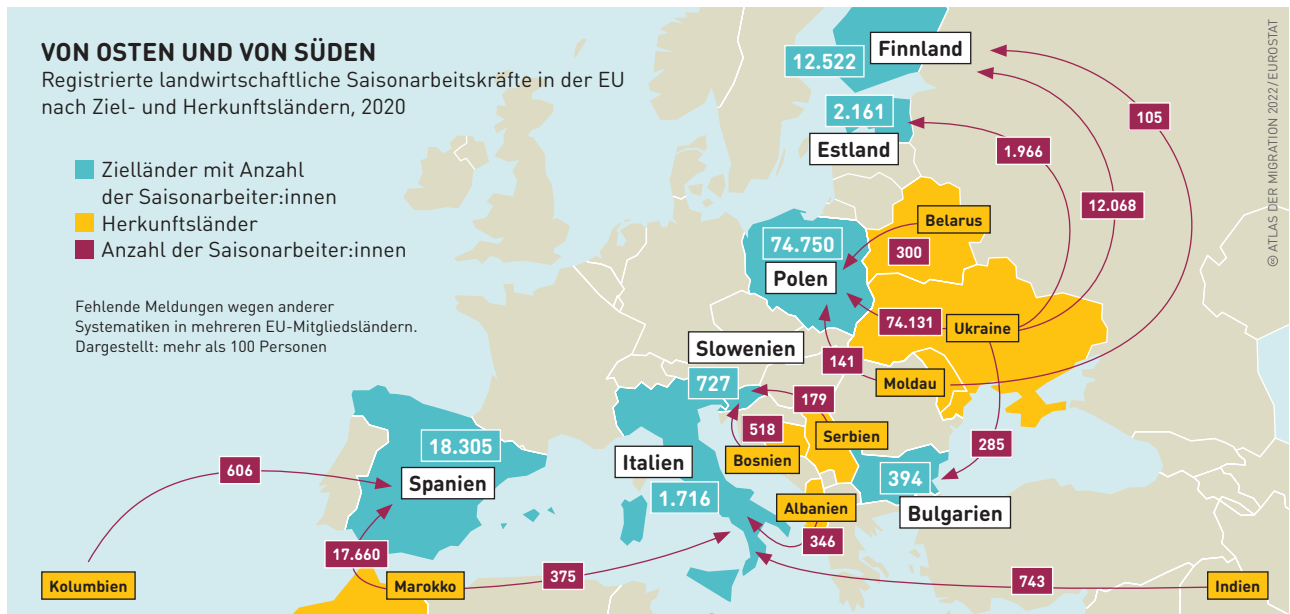 VON OSTEN UND VON SÜDEN
Registrierte landwirtschaftliche Saisonarbeitskräfte in der EU
nach Ziel- und Herkunftsländern, 2020
Zielländer mit Anzahl
der Saisonarbeiter:innen
Herkunftsländer
Anzahl der Saisonarbeiter:innen
Fehlende Meldungen wegen anderer
Systematiken in mehreren EU-Mitgliedsländern.
Dargestellt: mehr als 100 Personen
Finnland
12.522
2.161
Estland
105
1.966
12.068
Belarus
300
74.750
Polen
74.131
Ukraine
Slowenien
727
141
Moldau
179
518
Serbien
Bosnien
285
18.305
Spanien
606
Italien
1.716
394
Bulgarien
Albanien
346
17.660
Kolumbien
Marokko
375
743
Indien
© ATLAS DER MIGRATION 2022/EUROSTAT